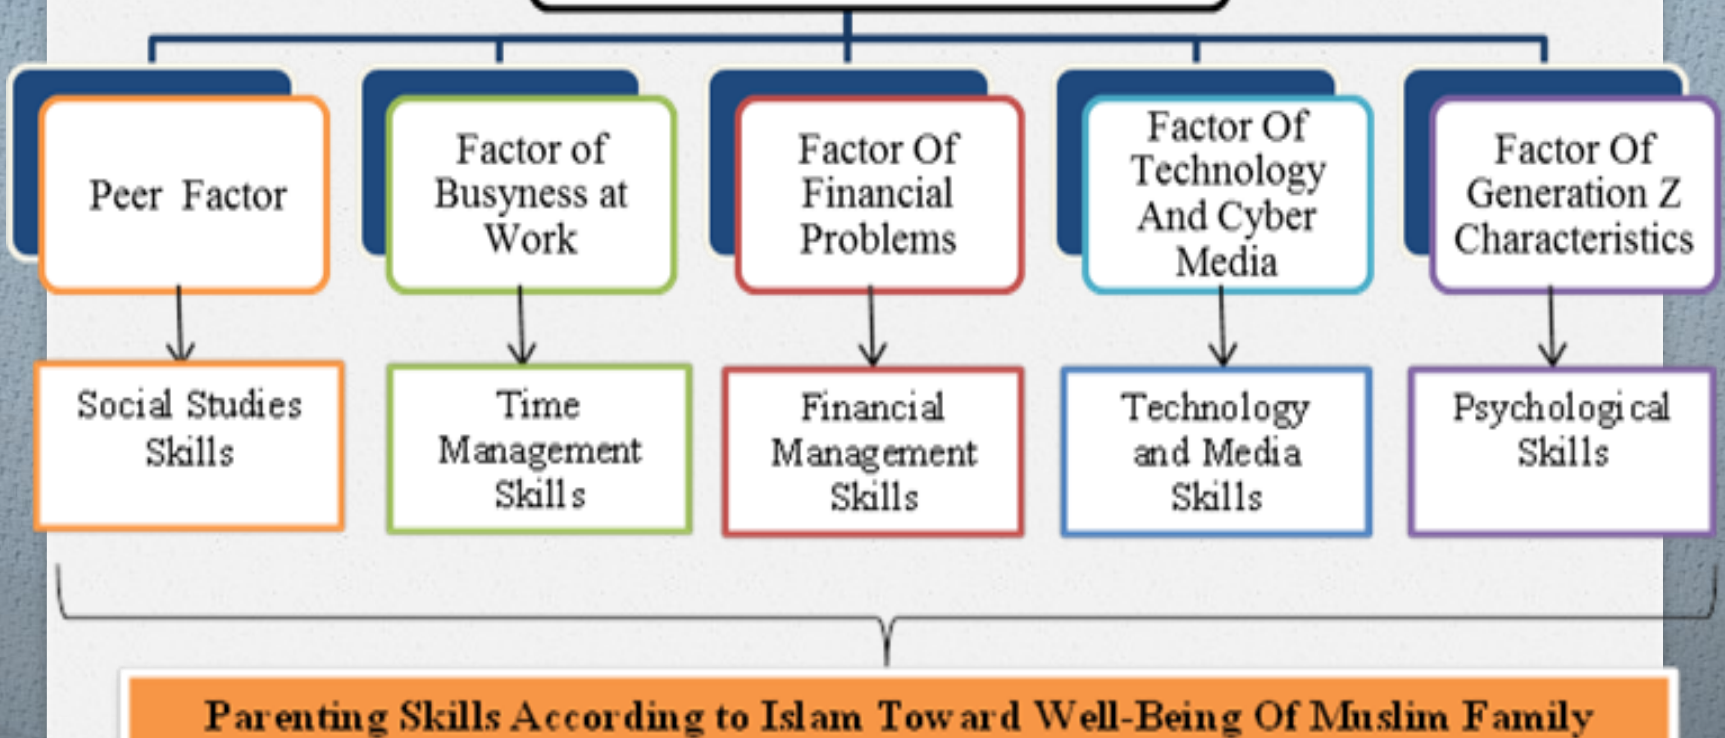 Peer Factor
Factor of
Busyness at
Work
Factor Of
Financial
Problems
Factor Of
Technology
And Cyber
Media
Factor Of
Generation Z
Characteristics
Social Studies
Skills
Time
Management
Skills
Financial
Management
Skills
Technology
and Media
Skills
Psychological
Skills
Parenting Skills According to Islam Toward Well-Being Of Muslim Family